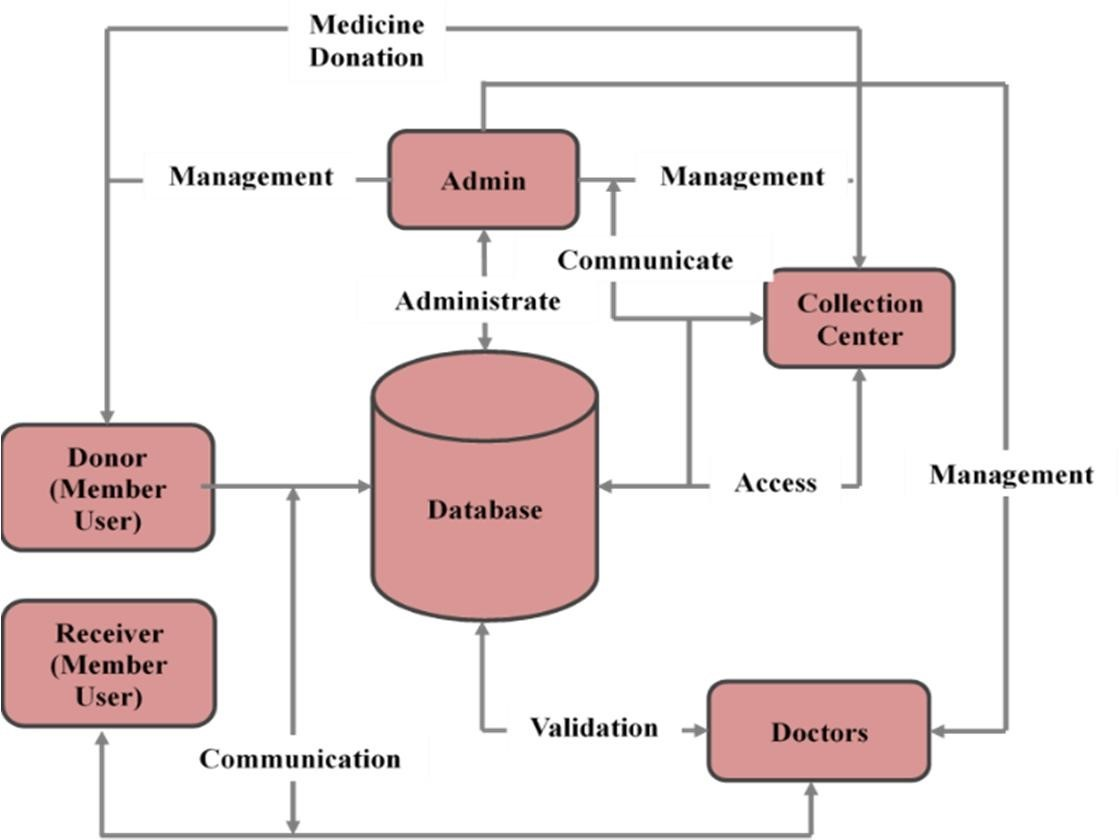 Medicine
Donation
Management
Admin
Management
Communicate
Administrate
Collection
Center
Donor
(Member
User)
Database
Access
Management
Receiver
(Member
User)
Validation
Doctors
Communication